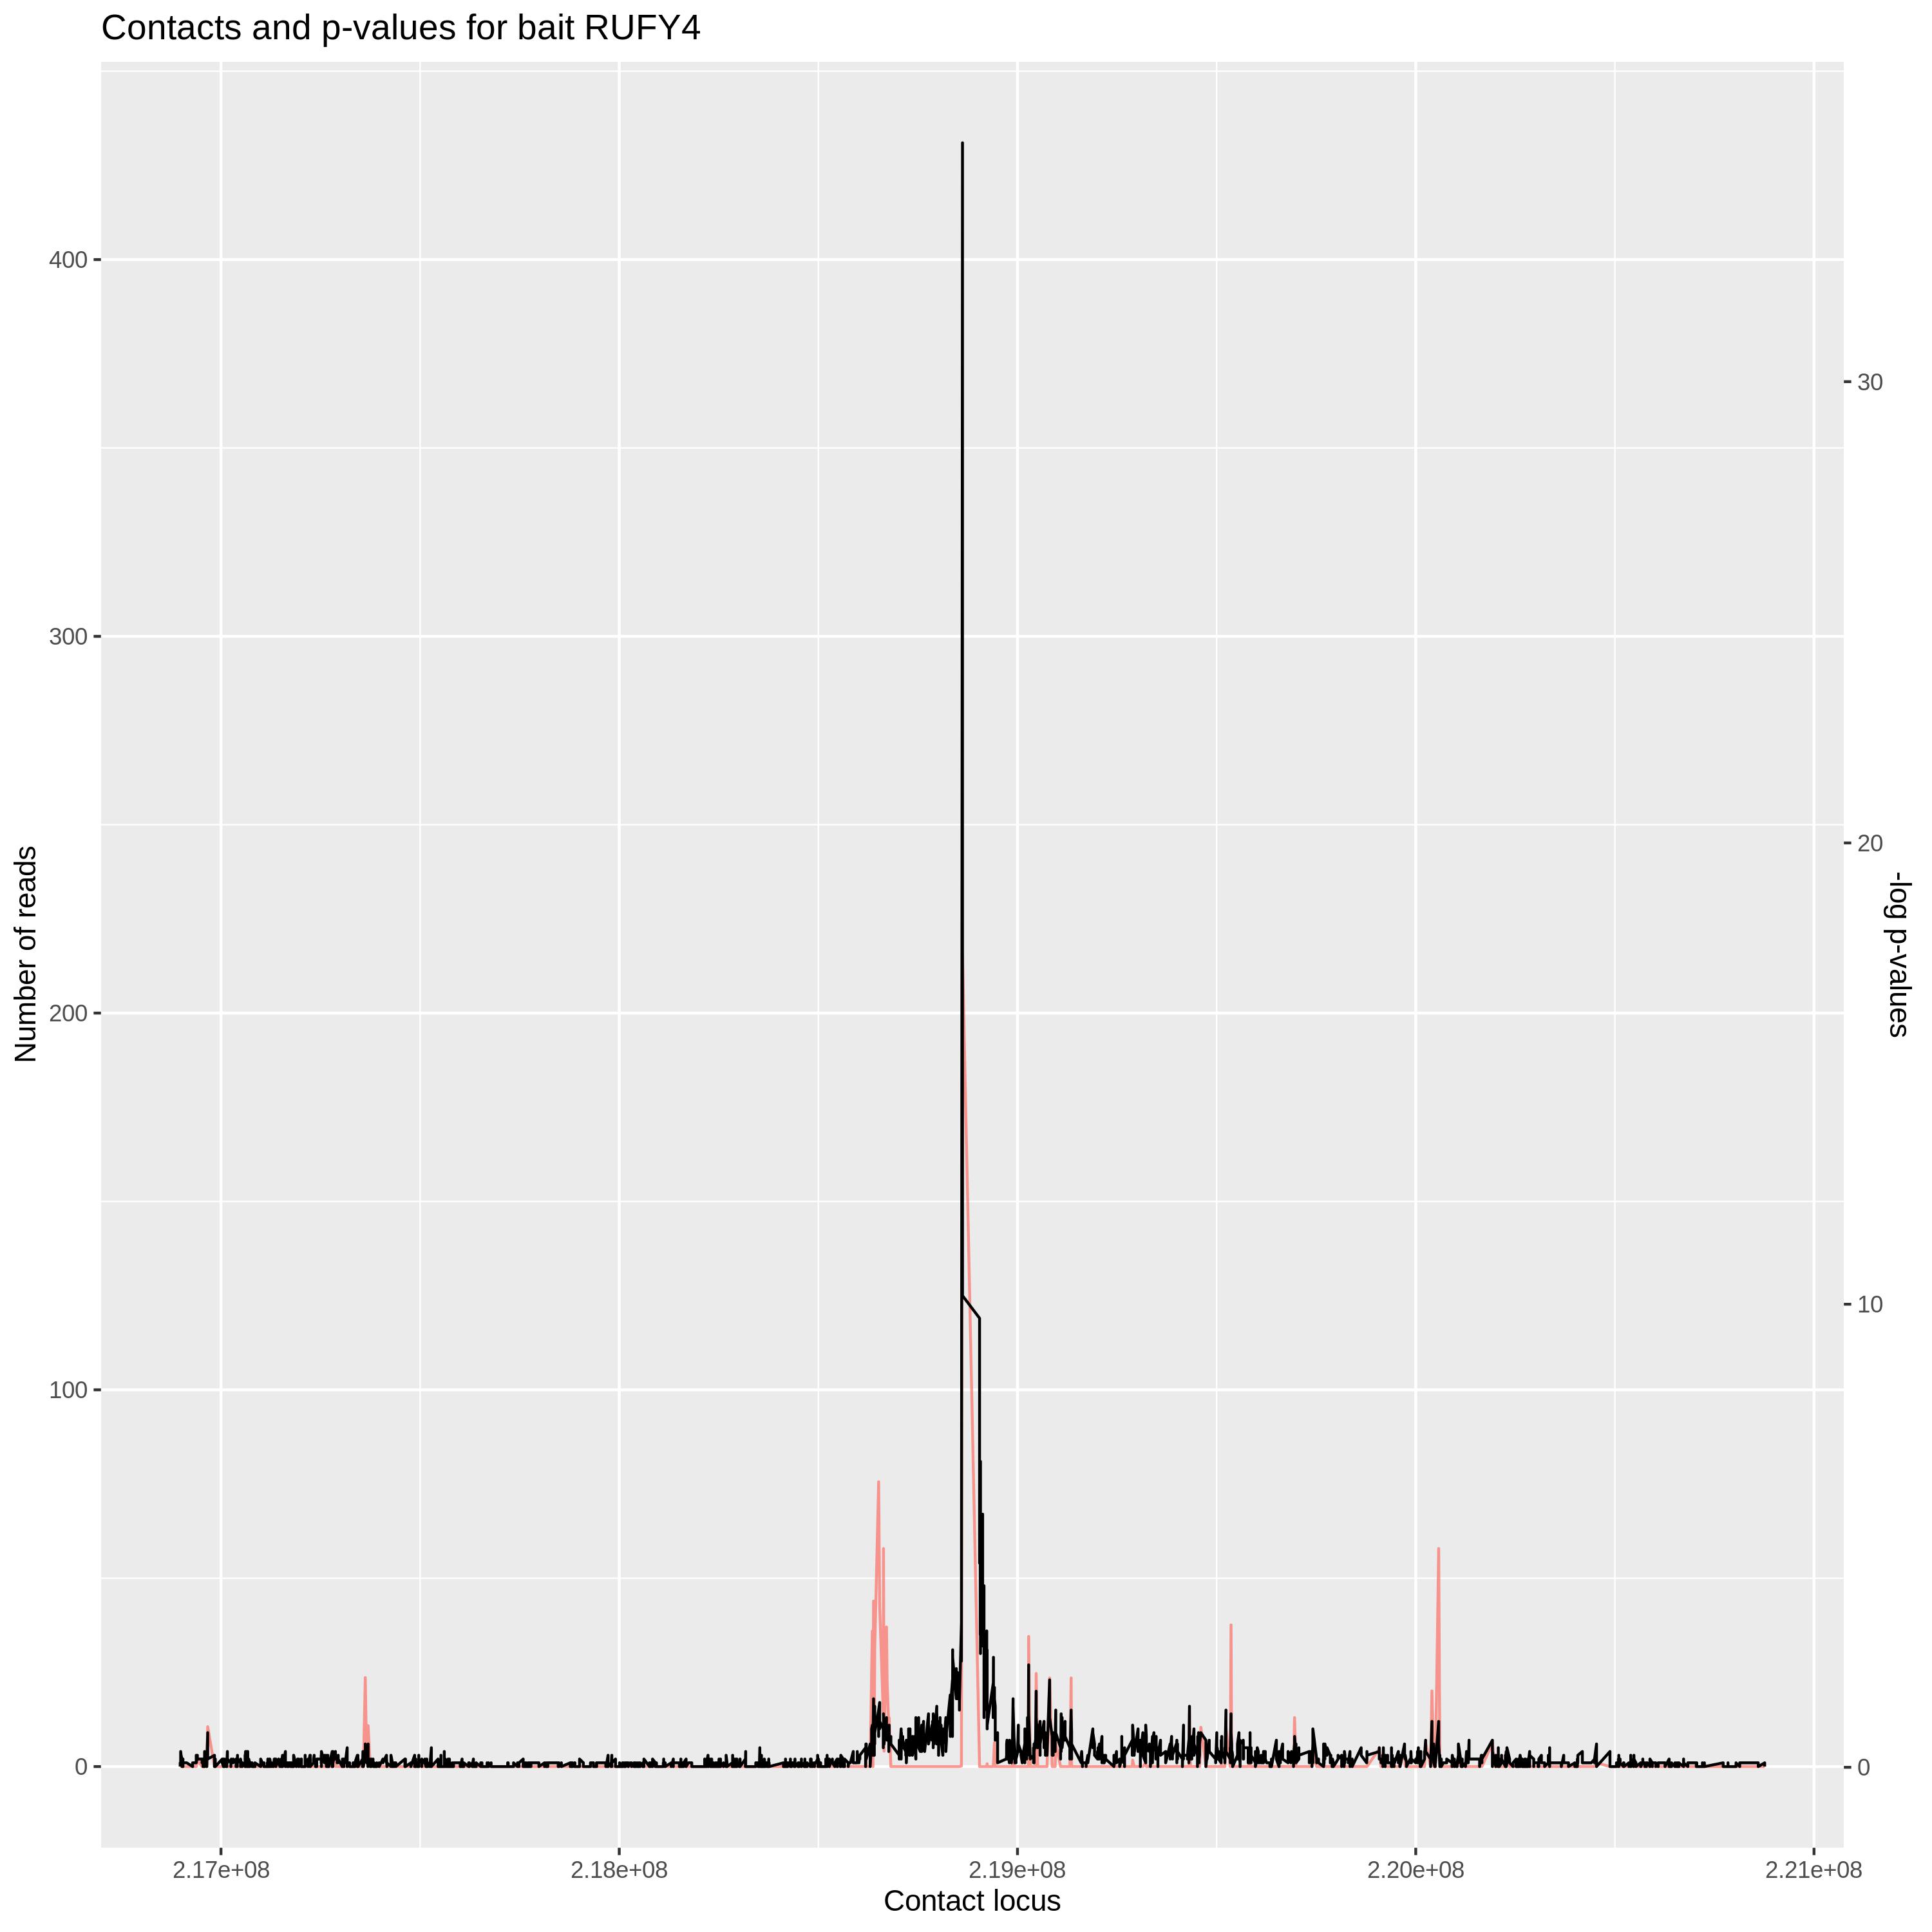 Contacts and p-values for bait RUFY4
400
300
200
100
0
30
20
10
0
Number of reads
-log p-values
2.17e+08 2.18e+08 2.19e+08 2.20e+08 2.21e+08
Contact locus